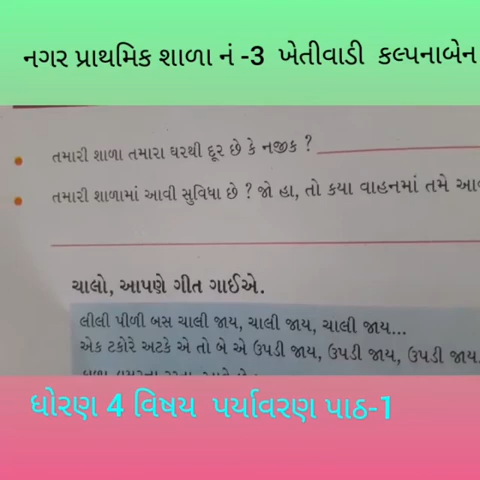 નગર પ્રાથમિક શાળા નં -3 ખેતીવાડી કલ્પનાબેન
તમારી શાળા તમારા ઘરથી દૂર છે કે નજીક ?
તમારી શાળામાં આવી સુવિધા છે ? જો હા, તો કયા વાહનમાં તમે
ચાલો, આપણે ગીત ગાઈએ.
લીલી પીળી બસ ચાલી જાય, ચાલી જાય, ચાલી જાય...
એક ટકોરે અટકે એ તો બે એ ઉપડી જાય, ઉપડી જાય, ઉપડી જાય
ધોરણ 4 વિષય પર્યાવરણ પાઠ-1